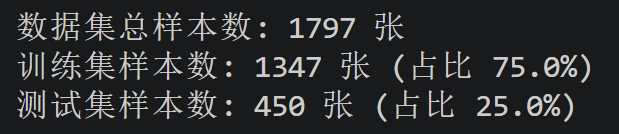 数据集总样本数: 1797 张
训练集样本数: 1347 张 (占比 75.0%)
测试集样本数: 450 张 (占比 25.0%)